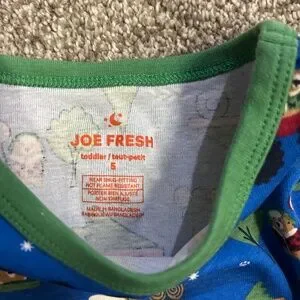 JOE FRESH
toddler / tout-petit
5
WEAR SNUG-FITTING
NOT FLAME RESISTANT
PORTER BIEN AJUSTÉ
NON IGNIFUGE
MADE IN BANGLADESH
FABRIQUÉ AU BANGLADESH